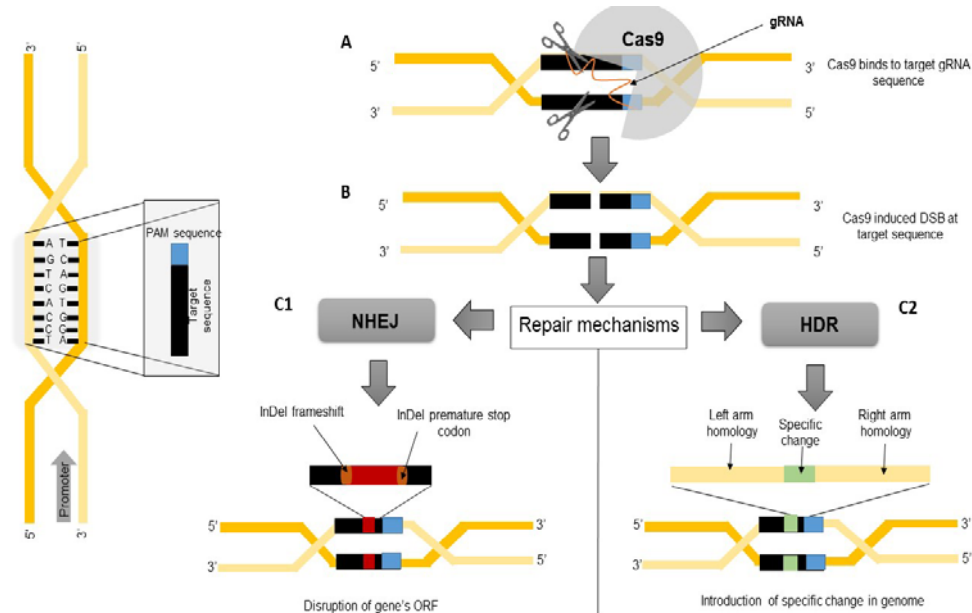 3'
5'
A T
G C
T A
C G
A T
C G
C G
T A
PAM sequence
Target
sequence
Promoter
5'
3'
A
Cas9
gRNA
5'
3'
3'
5'
Cas9 binds to target gRNA
sequence
B
5'
3'
3'
5'
Cas9 induced DSB at
target sequence
C1
NHEJ
Repair mechanisms
HDR
C2
InDel frameshift
InDel premature stop
codon
5'
3'
3'
5'
Disruption of gene's ORF
Left arm
homology
Specific
change
Right arm
homology
5'
3'
3'
5'
Introduction of specific change in genome